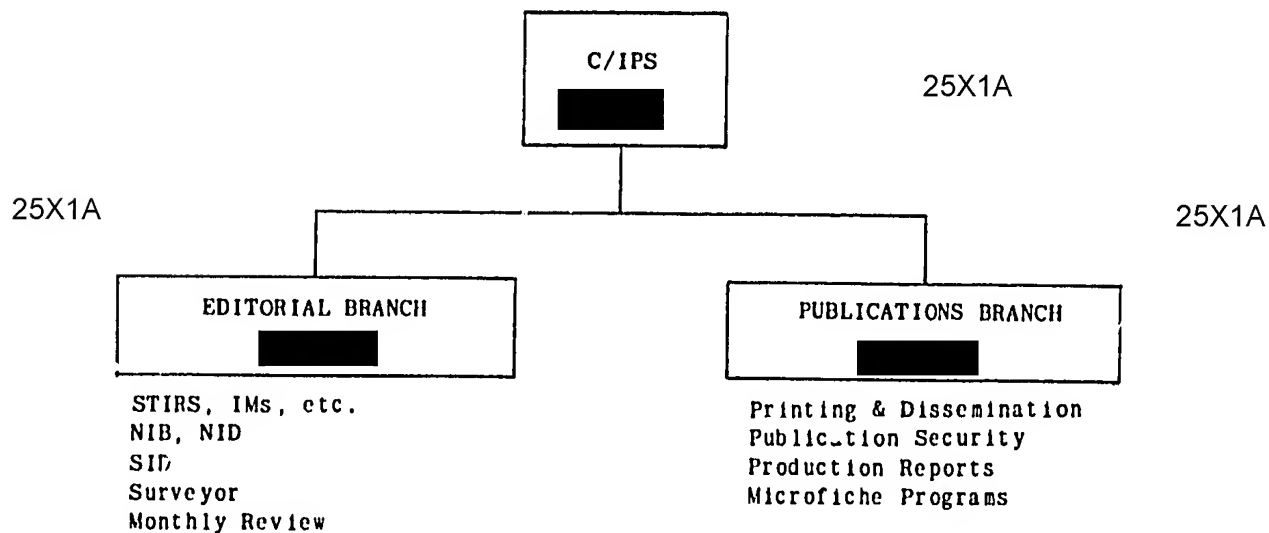 C/IPS
25X1A
25X1A
25X1A
EDITORIAL BRANCH
PUBLICATIONS BRANCH
STIRS, IMs, etc.
NIB, NID
SID
Surveyor
Monthly Review
Printing & Dissemination
Publication Security
Production Reports
Microfiche Programs